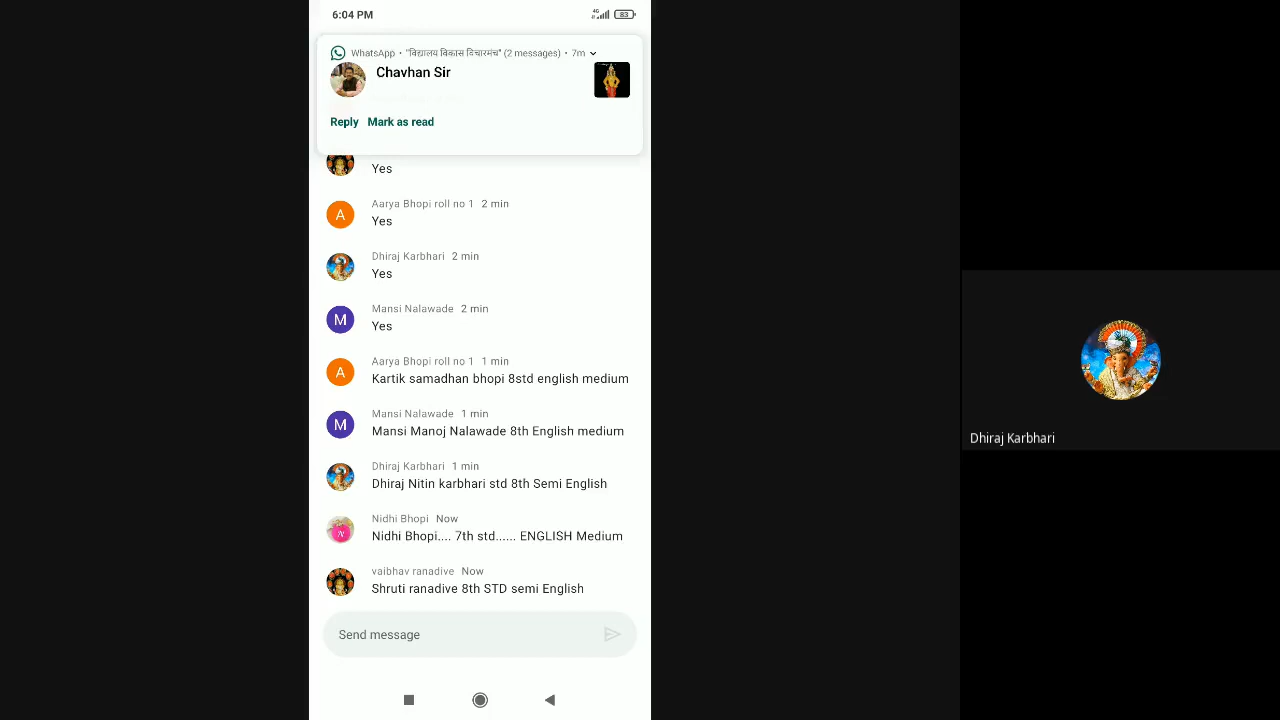 6:04 PM
4G
83
WhatsApp • "विद्यालय विकास विचारमंच" (2 messages) • 7m
Chavhan Sir
Reply Mark as read
Yes
Aarya Bhopi roll no 1 2 min
A
Yes
Dhiraj Karbhari 2 min
Yes
Mansi Nalawade 2 min
M
Yes
Aarya Bhopi roll no 1 1 min
A
Kartik samadhan bhopi 8std english medium
Mansi Nalawade 1 min
M
Mansi Manoj Nalawade 8th English medium
Dhiraj Karbhari 1 min
Dhiraj Nitin karbhari std 8th Semi English
Nidhi Bhopi Now
Nidhi Bhopi.... 7th std...... ENGLISH Medium
vaibhav ranadive Now
Shruti ranadive 8th STD semi English
Send message
Dhiraj Karbhari